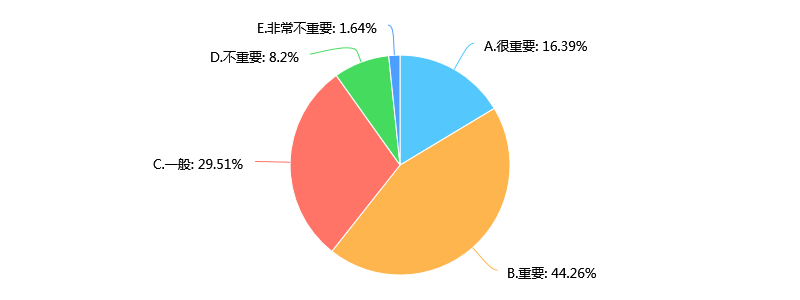 E.非常不重要: 1.64%
A.很重要: 16.39%
D.不重要: 8.2%
C.一般: 29.51%
B.重要: 44.26%